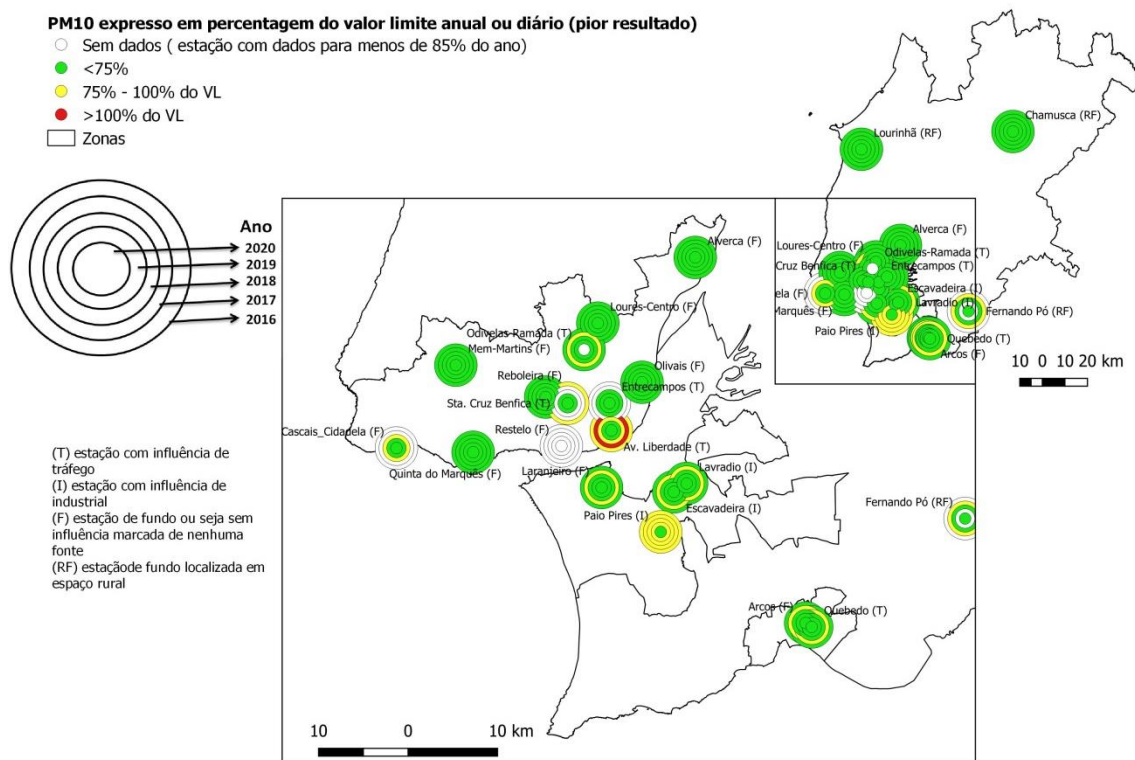 PM10 expresso em percentagem do valor limite anual ou diário (pior resultado)
Sem dados ( estação com dados para menos de 85% do ano)
<75%
75% - 100% do VL
>100% do VL
Zonas
Ano
2020
2019
2018
2017
2016
(T) estação com influência de
tráfego
(I) estação com influência de
industrial
(F) estação de fundo ou seja sem
influência marcada de nenhuma
fonte
(RF) estaçãode fundo localizada em
espaço rural
Alverca (F)
Loures-Centro (F)
Odivelas-Ramada (T)
Mem-Martins (F)
Olivais (F)
Reboleira (F)
Entrecampos (T)
Sta. Cruz Benfica (T)
Restelo (F)
Cascais_Cidadela (F)
Av. Liberdade (T)
Quinta do Marquês (F)
Laranjeiro (F)
Lavradio (I)
Paio Pires (I)
Escavadeira (I)
Fernando Pó (RF)
Arcos (F)
Quebedo (T)
10 0 10 km
Chamusca (RF)
Lourinhã (RF)
Alverca (F)
Loures-Centro (F)
Odivelas-Ramada (T)
Cruz Benfica (T)
Entrecampos (T)
Escavadeira (I)
ela (F)
Lavradio (I)
Marquês (F)
Fernando Pó (RF)
Paio Pires (I)
Quebedo (T)
Arcos (F)
10 0 10 20 km